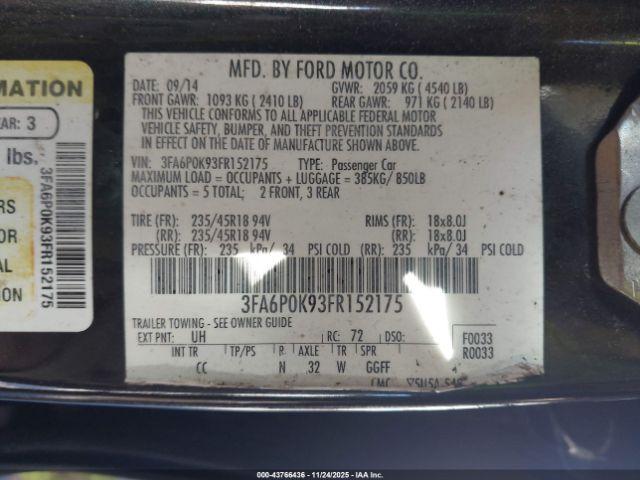 RMATION
EAR: 3
lbs.
RS
OR
AL
TION
3FA6P0K93FR152175
MFD. BY FORD MOTOR CO.
DATE: 09/14 GVWR: 2059 KG ( 4540 LB)
FRONT GAWR: 1093 KG ( 2410 LB) REAR GAWR: 971 KG ( 2140 LB)
THIS VEHICLE CONFORMS TO ALL APPLICABLE FEDERAL MOTOR
VEHICLE SAFETY, BUMPER, AND THEFT PREVENTION STANDARDS
IN EFFECT ON THE DATE OF MANUFACTURE SHOWN ABOVE.
VIN: 3FA6P0K93FR152175 TYPE: Passenger Car
MAXIMUM LOAD = OCCUPANTS + LUGGAGE = 385KG/ 850LB
OCCUPANTS = 5 TOTAL; 2 FRONT, 3 REAR
TIRE (FR): 235/45R18 94V RIMS (FR): 18x8.0J
(RR): 235/45R18 94V (RR): 18x8.0J
PRESSURE (FR): 235 kPa/ 34 PSI COLD (RR): 235 kPa/ 34 PSI COLD
3FA6P0K93FR152175
TRAILER TOWING - SEE OWNER GUIDE
EXT PNT: UH RC: 72 DSO: F0033
R0033
INT TR TP/PS R AXLE TR SPR
CC N 32 W GGFF
000-43766436 - 11/24/2025 - IAAI.com